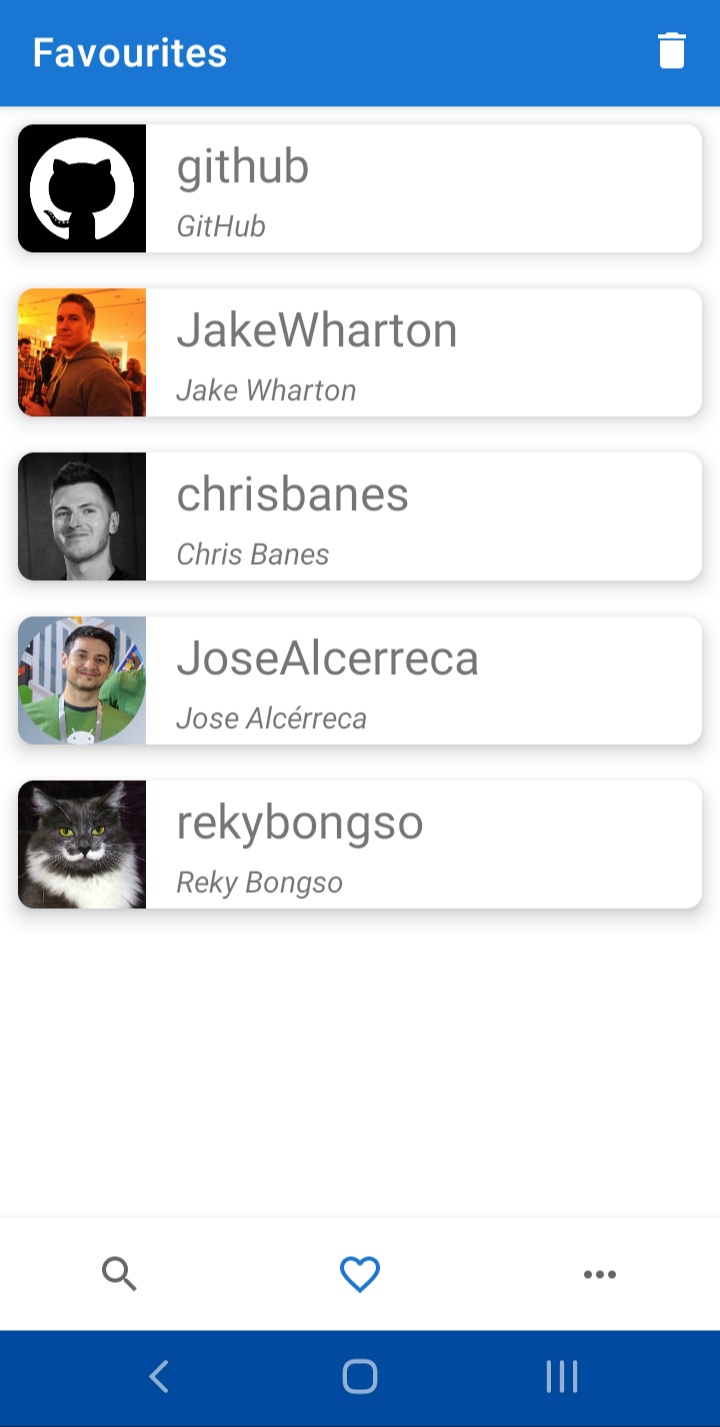 Favourites
github
GitHub
JakeWharton
Jake Wharton
chrisbanes
Chris Banes
JoseAlcerreca
Jose Alcérreca
rekybongso
Reky Bongso